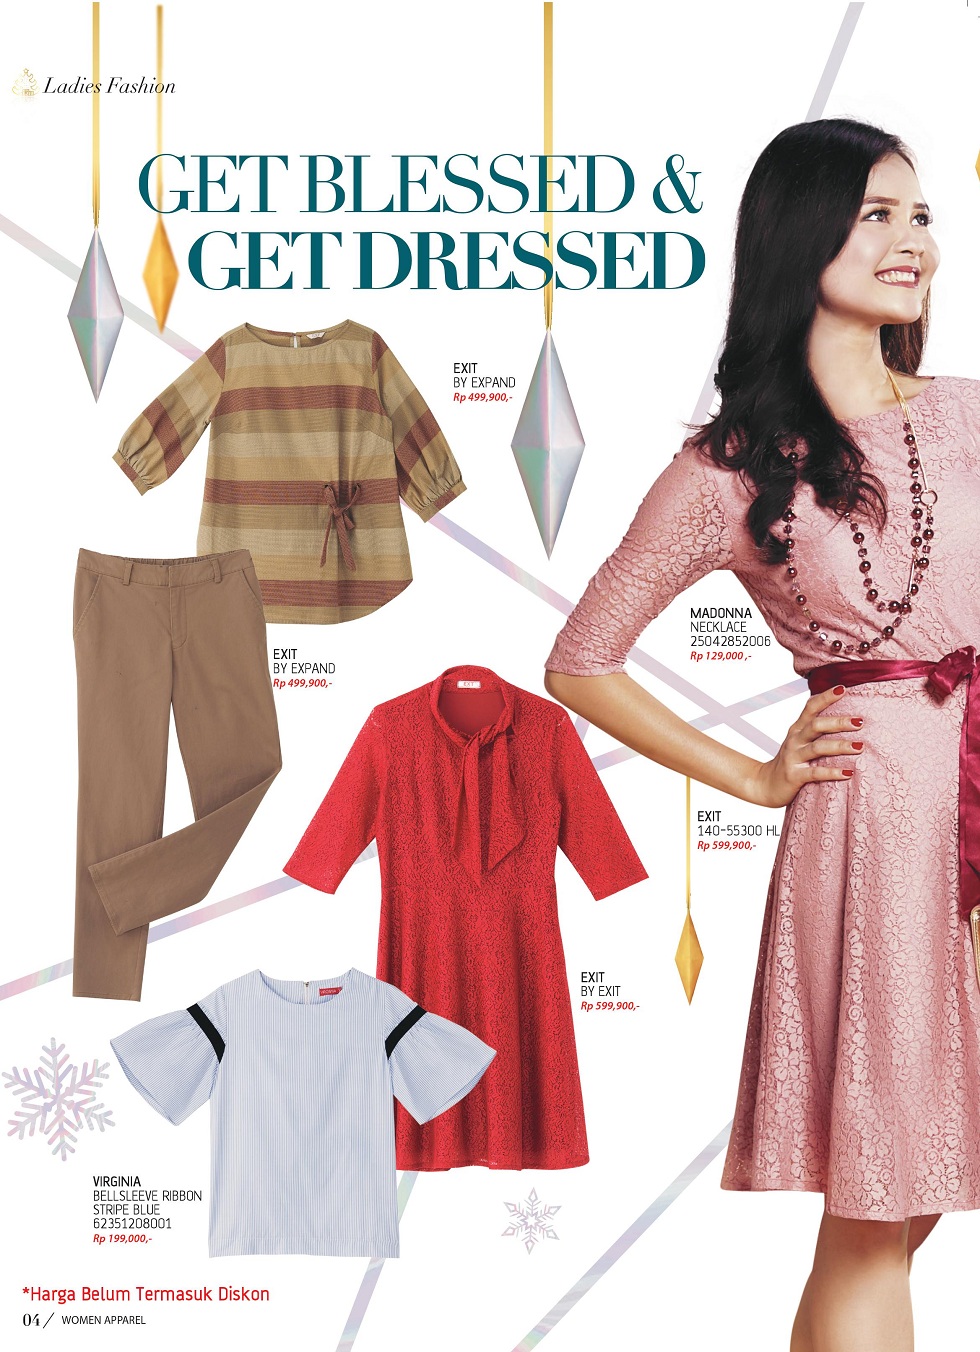 Ladies Fashion
GET BLESSED &
GET DRESSED
EXIT
BY EXPAND
Rp 499,900,-
EXIT
BY EXPAND
Rp 499,900,-
MADONNA
NECKLACE
25042852006
Rp 129,000,-
EXIT
140-55300 HL
Rp 599,900,-
EXIT
EXIT
BY EXIT
Rp 599,900,-
VIRGINIA
BELLSLEEVE RIBBON
STRIPE BLUE
62351208001
Rp 199,000,-
*Harga Belum Termasuk Diskon
04/ WOMEN APPAREL